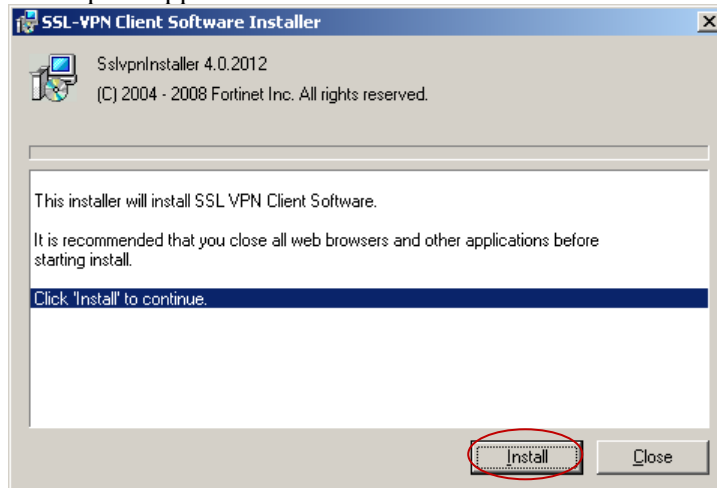 SSL-VPN Client Software Installer
SslvpnInstaller 4.0.2012
(C) 2004 - 2008 Fortinet Inc. All rights reserved.
This installer will install SSL VPN Client Software.
It is recommended that you close all web browsers and other applications before
starting install.
Click 'Install' to continue.
Install
Close